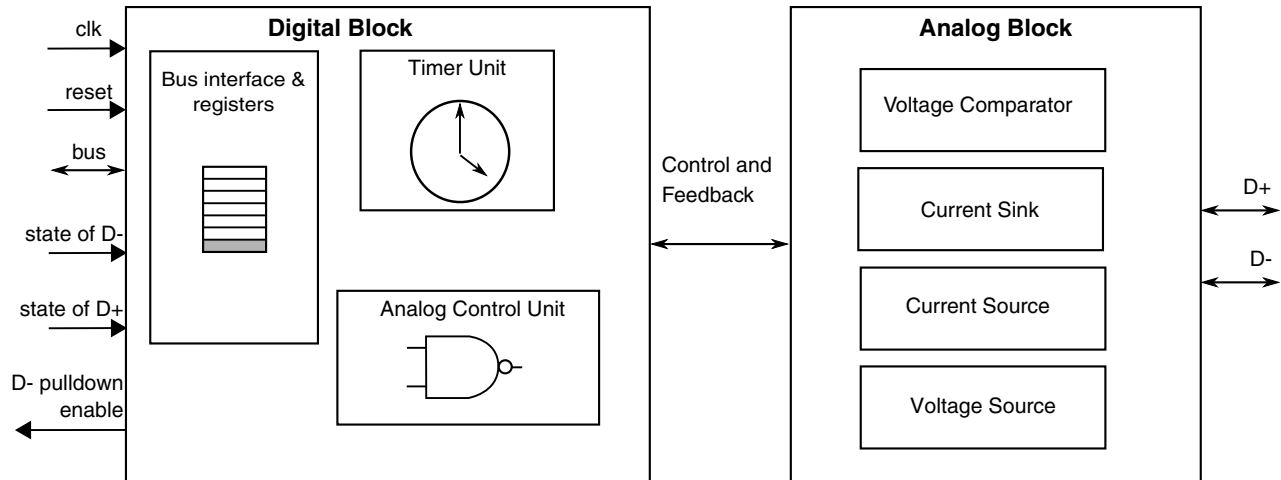 clk
reset
bus
state of D-
state of D+
D- pulldown
enable
Digital Block
Bus interface &
registers
Timer Unit
Analog Control Unit
Control and
Feedback
Analog Block
Voltage Comparator
Current Sink
Current Source
Voltage Source
D+
D-